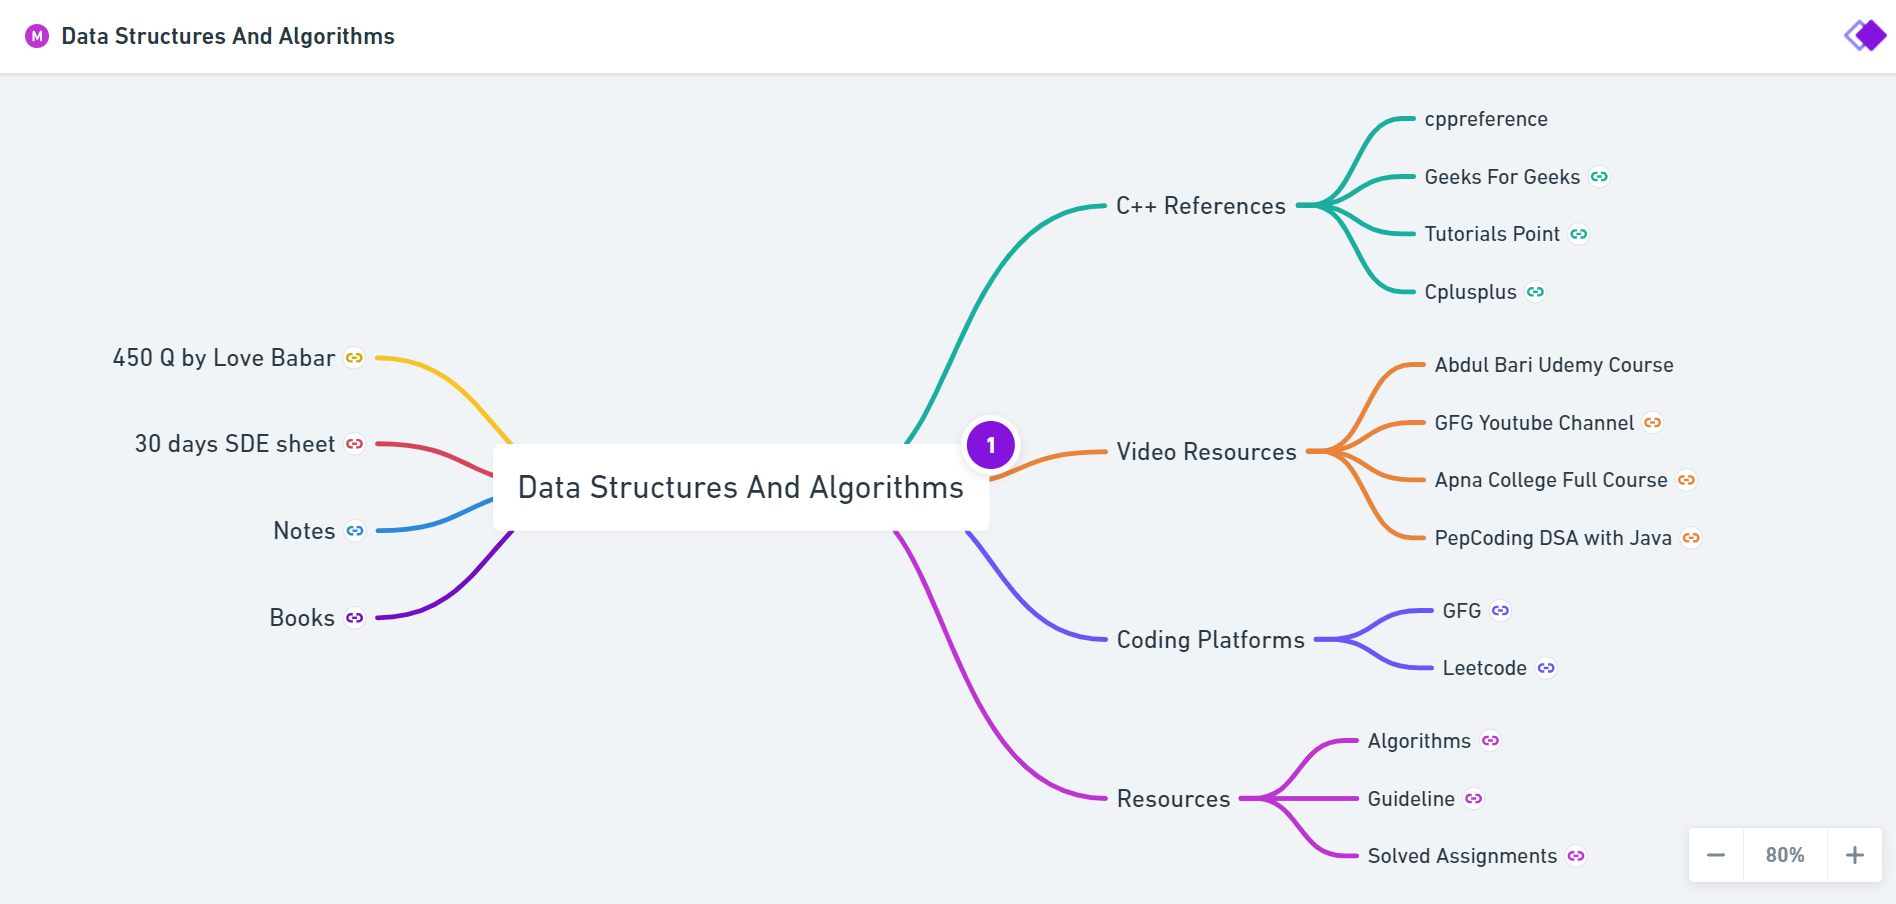 M Data Structures And Algorithms
450 Q by Love Babar
30 days SDE sheet
Notes
Books
Data Structures And Algorithms
1
C++ References
cppreference
Geeks For Geeks
Tutorials Point
Cplusplus
Video Resources
Abdul Bari Udemy Course
GFG Youtube Channel
Apna College Full Course
PepCoding DSA with Java
Coding Platforms
GFG
Leetcode
Resources
Algorithms
Guideline
Solved Assignments
− 80% +